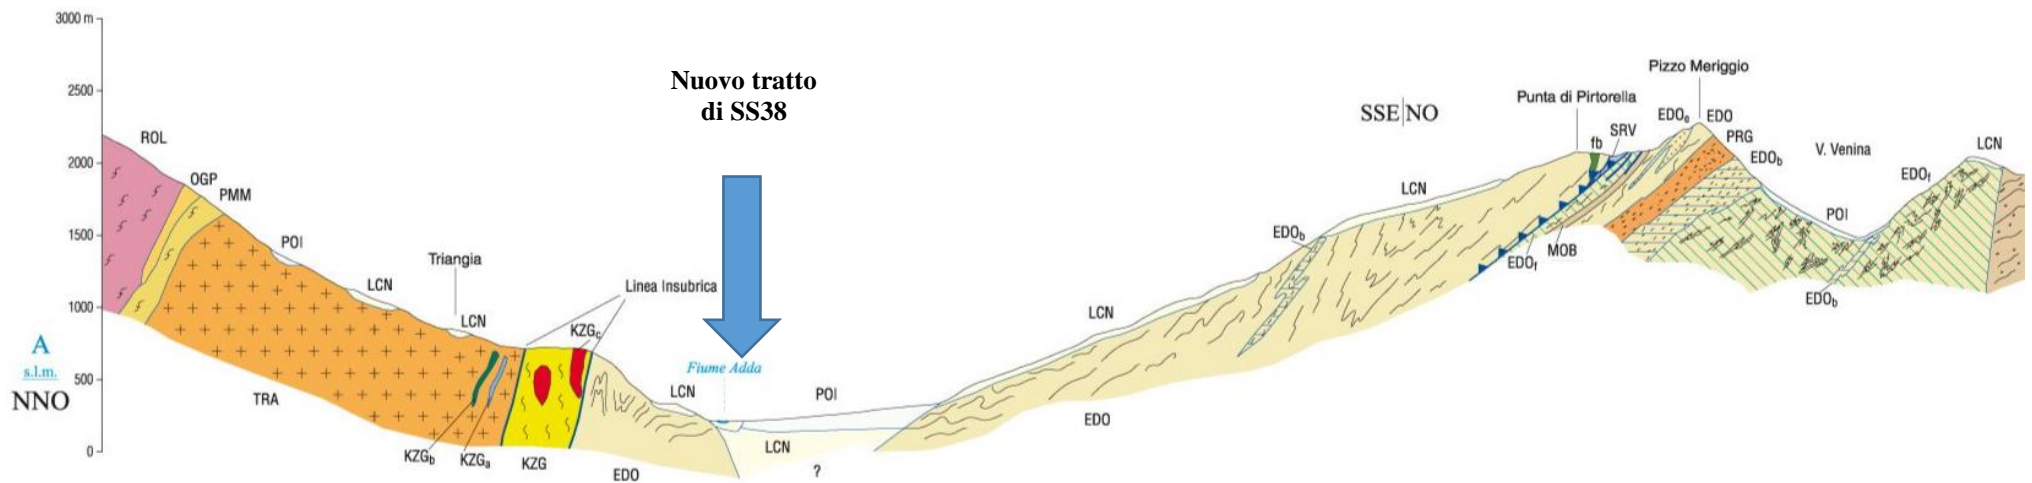 3000 m
2500
2000
1500
1000
500
0
A
s.l.m.
NNO
ROL
OGP
PMM
POI
LCN
Triangia
LCN
TRA
KZGb
KZGa
KZG
KZGc
Linea Insubrica
EDO
Nuovo tratto
di SS38
Fiume Adda
LCN
POI
LCN
?
LCN
EDO
EDOb
LCN
SSE|NO
Punta di Pirtorella
fb
SRV
EDOf
MOB
Pizzo Meriggio
EDOe
EDO
PRG
EDOb
V. Venina
POI
EDOb
EDOf
LCN